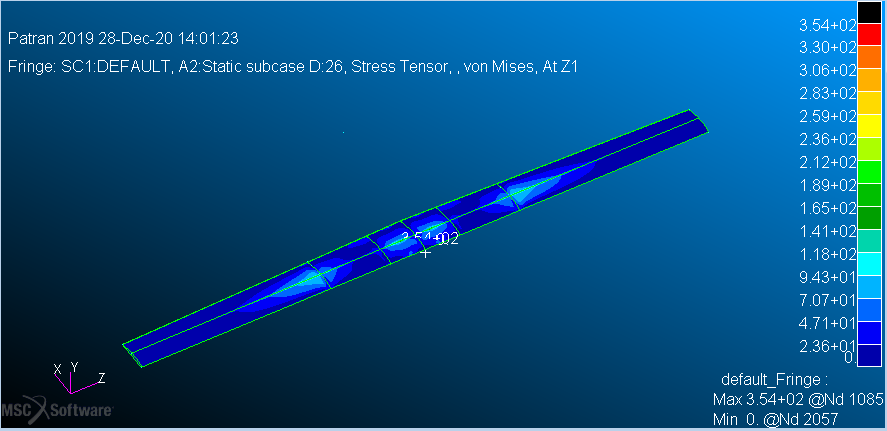 Patran 2019 28-Dec-20 14:01:23
Fringe: SC1:DEFAULT, A2:Static subcase D:26, Stress Tensor, , von Mises, At Z1
3.54+02
3.30+02
3.06+02
2.83+02
2.59+02
2.36+02
2.12+02
1.89+02
1.65+02
1.41+02
1.18+02
9.43+01
7.07+01
4.71+01
2.36+01
0.
3.54+02
X Y
Z
MSC Software
default_Fringe :
Max 3.54+02 @Nd 1085
Min 0. @Nd 2057